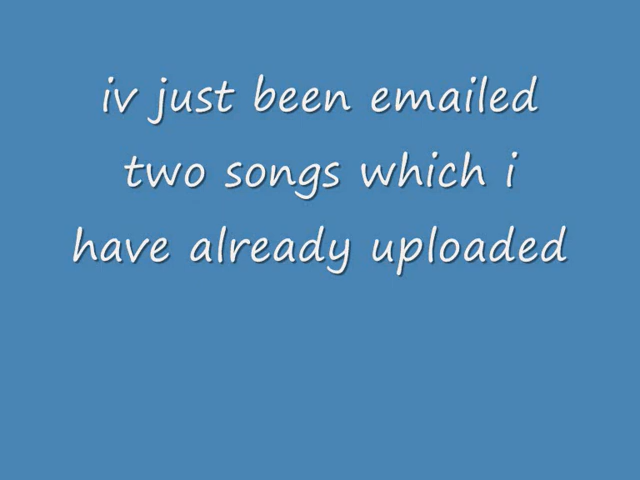 iv just been emailed
two songs which i
have already uploaded